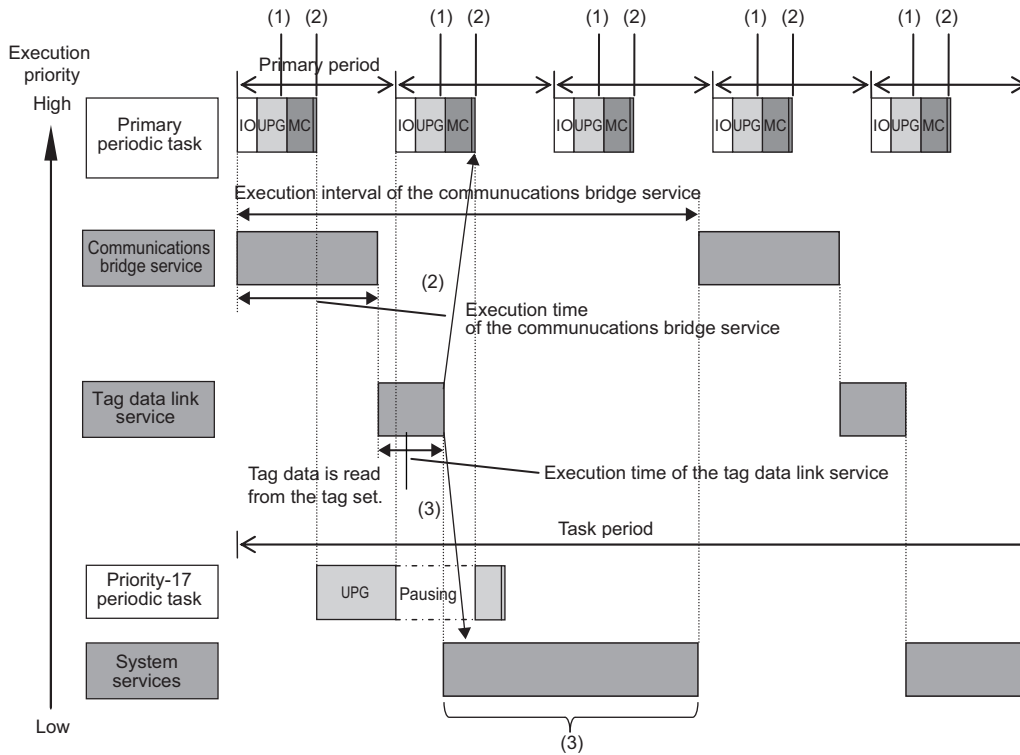 (1) (2) (1) (2) (1) (2) (1) (2) (1) (2)
Execution
priority
High
Primary period
Primary
periodic task
IO UPG MC
IO UPG MC
IO UPG MC
IO UPG MC
IO UPG MC
Execution interval of the communucations bridge service
Communications
bridge service
(2)
Execution time
of the communucations bridge service
Tag data link
service
Tag data is read
from the tag set.
Execution time of the tag data link service
(3)
Task period
Priority-17
periodic task
UPG
Pausing
System
services
Low
(3)